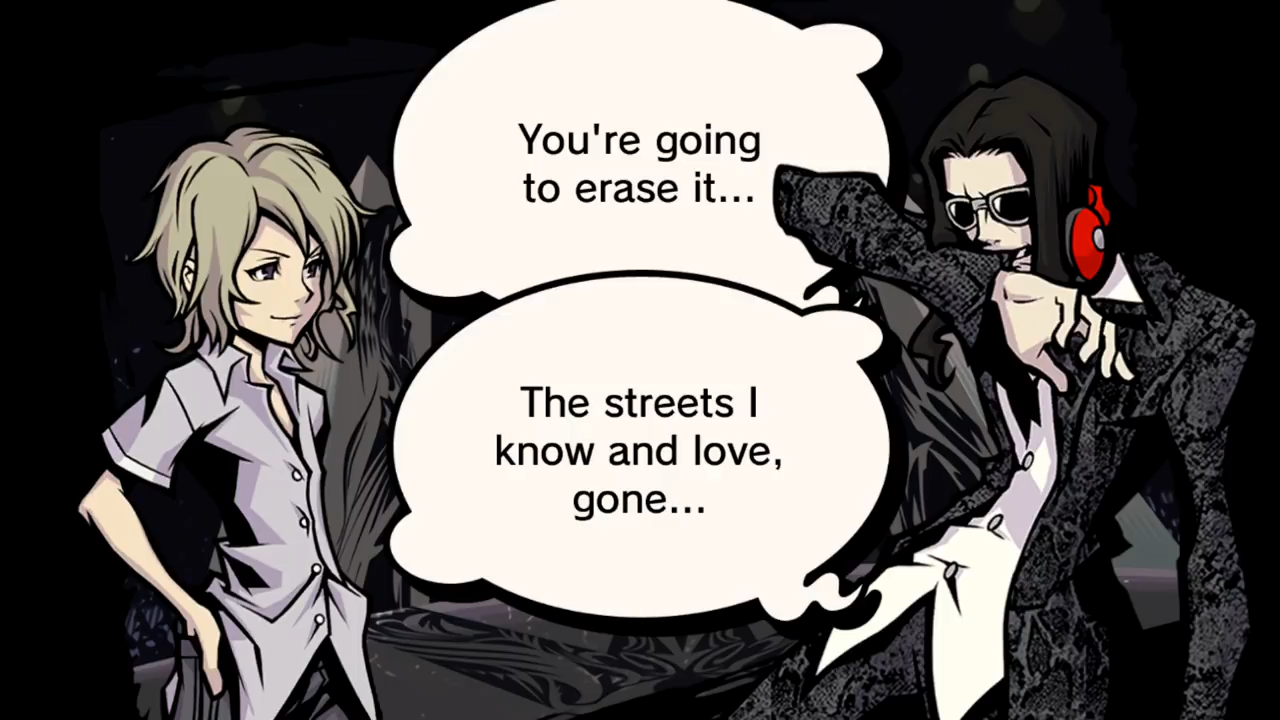 You're going
to erase it...
The streets I
know and love,
gone...